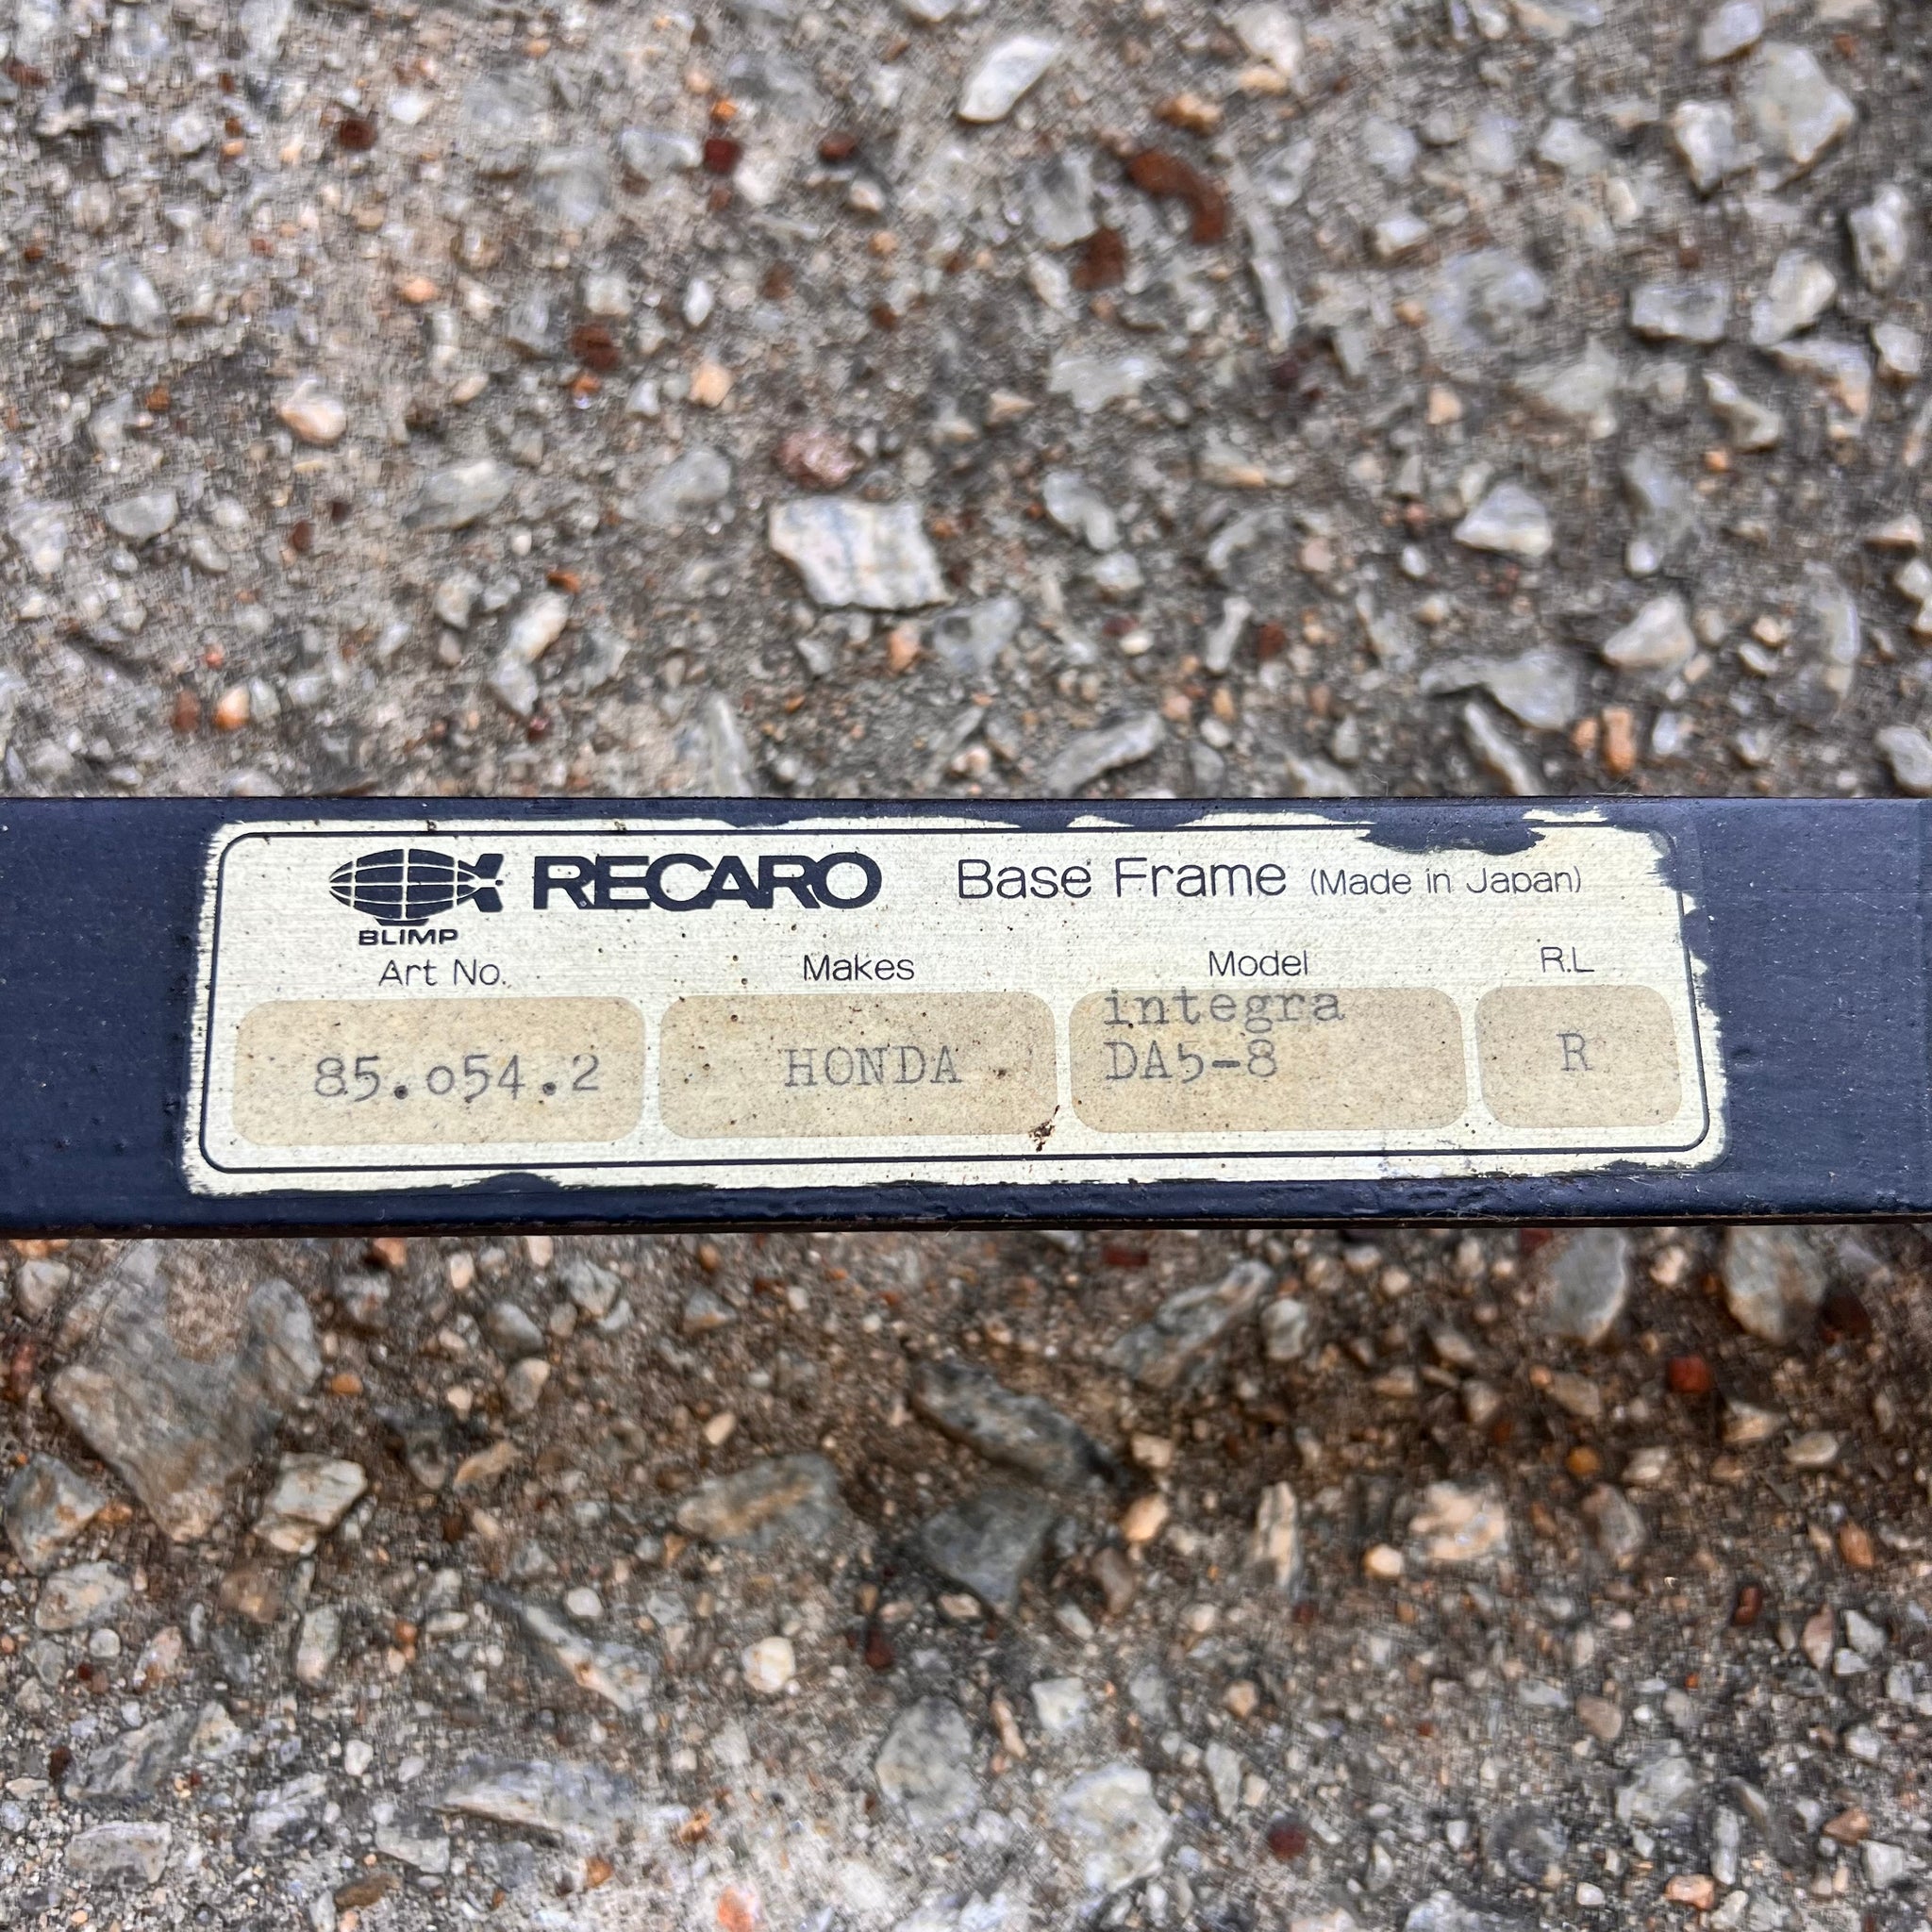 RECARO Base Frame (Made in Japan)
BLIMP
Art No. Makes Model R.L
85.054.2 HONDA integra DA5-8 R